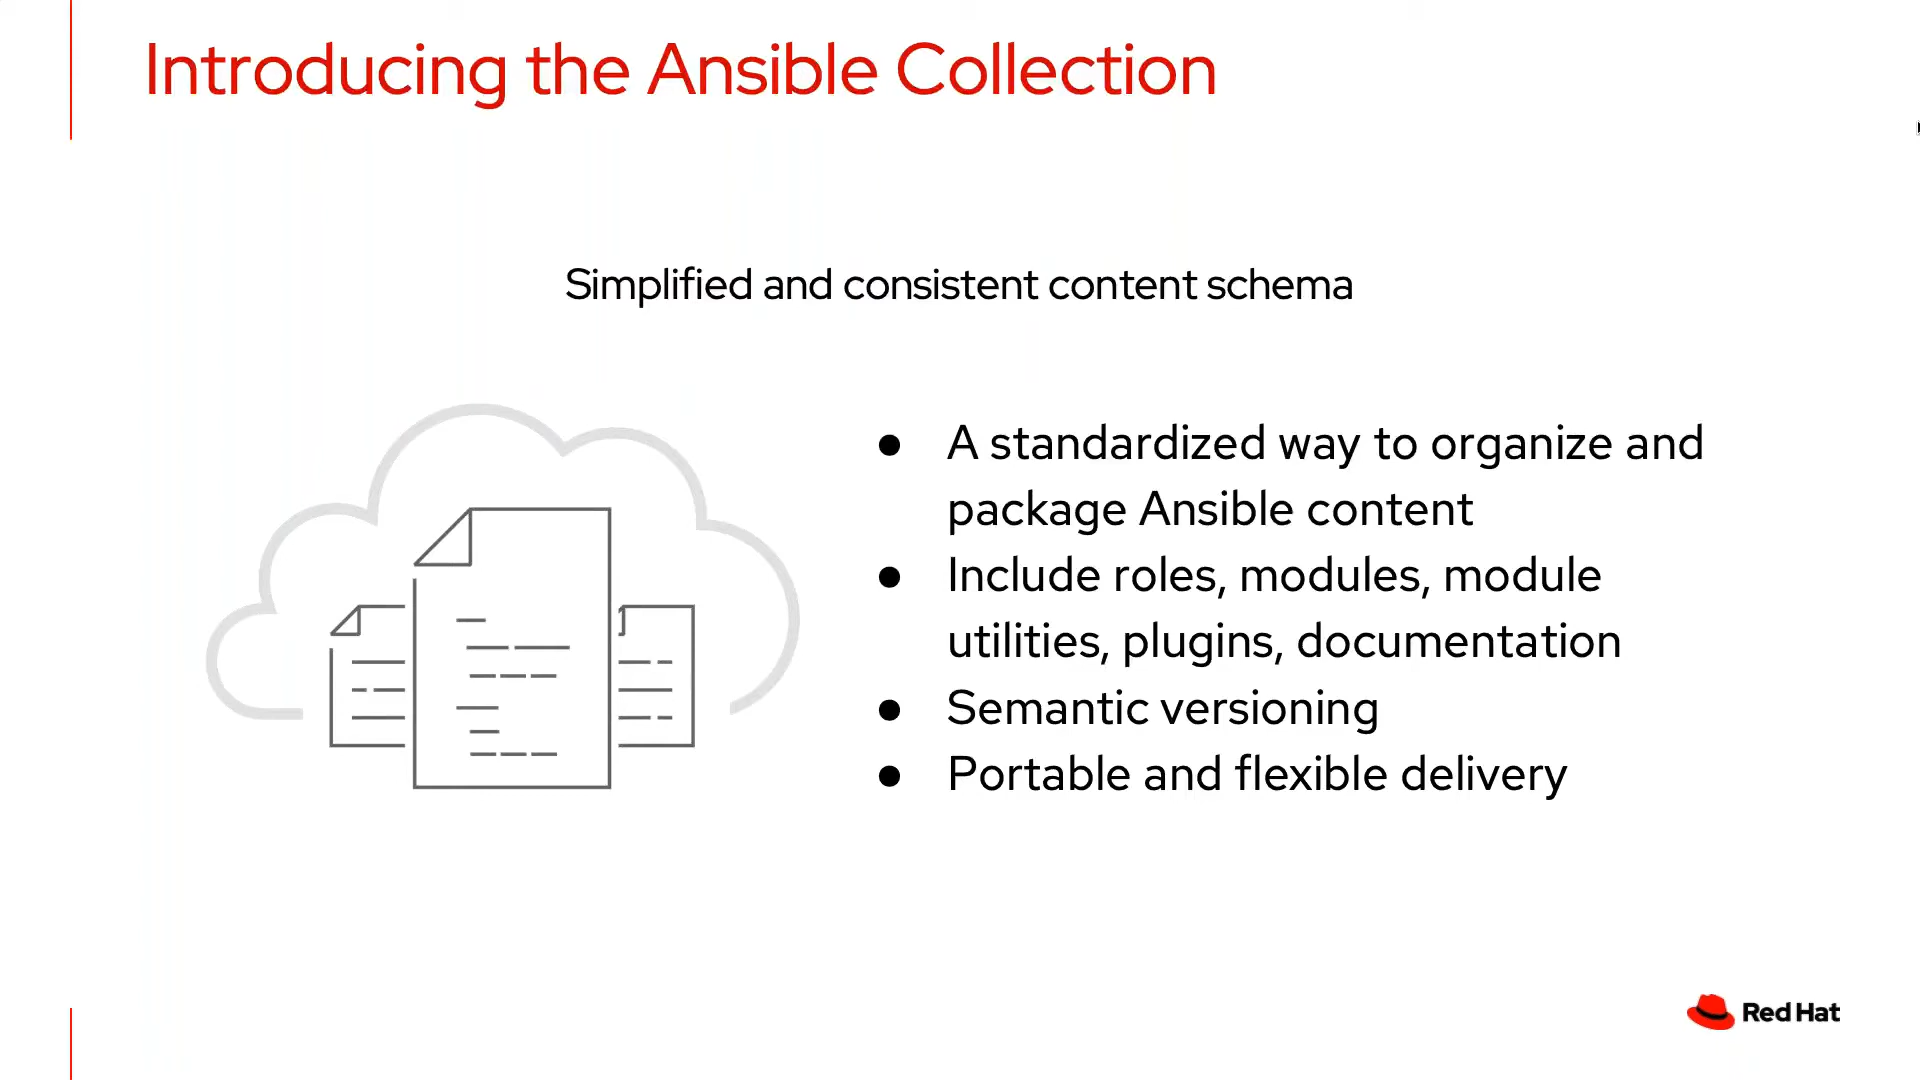 Introducing the Ansible Collection
Simplified and consistent content schema
● A standardized way to organize and
package Ansible content
● Include roles, modules, module
utilities, plugins, documentation
● Semantic versioning
● Portable and flexible delivery
Red Hat